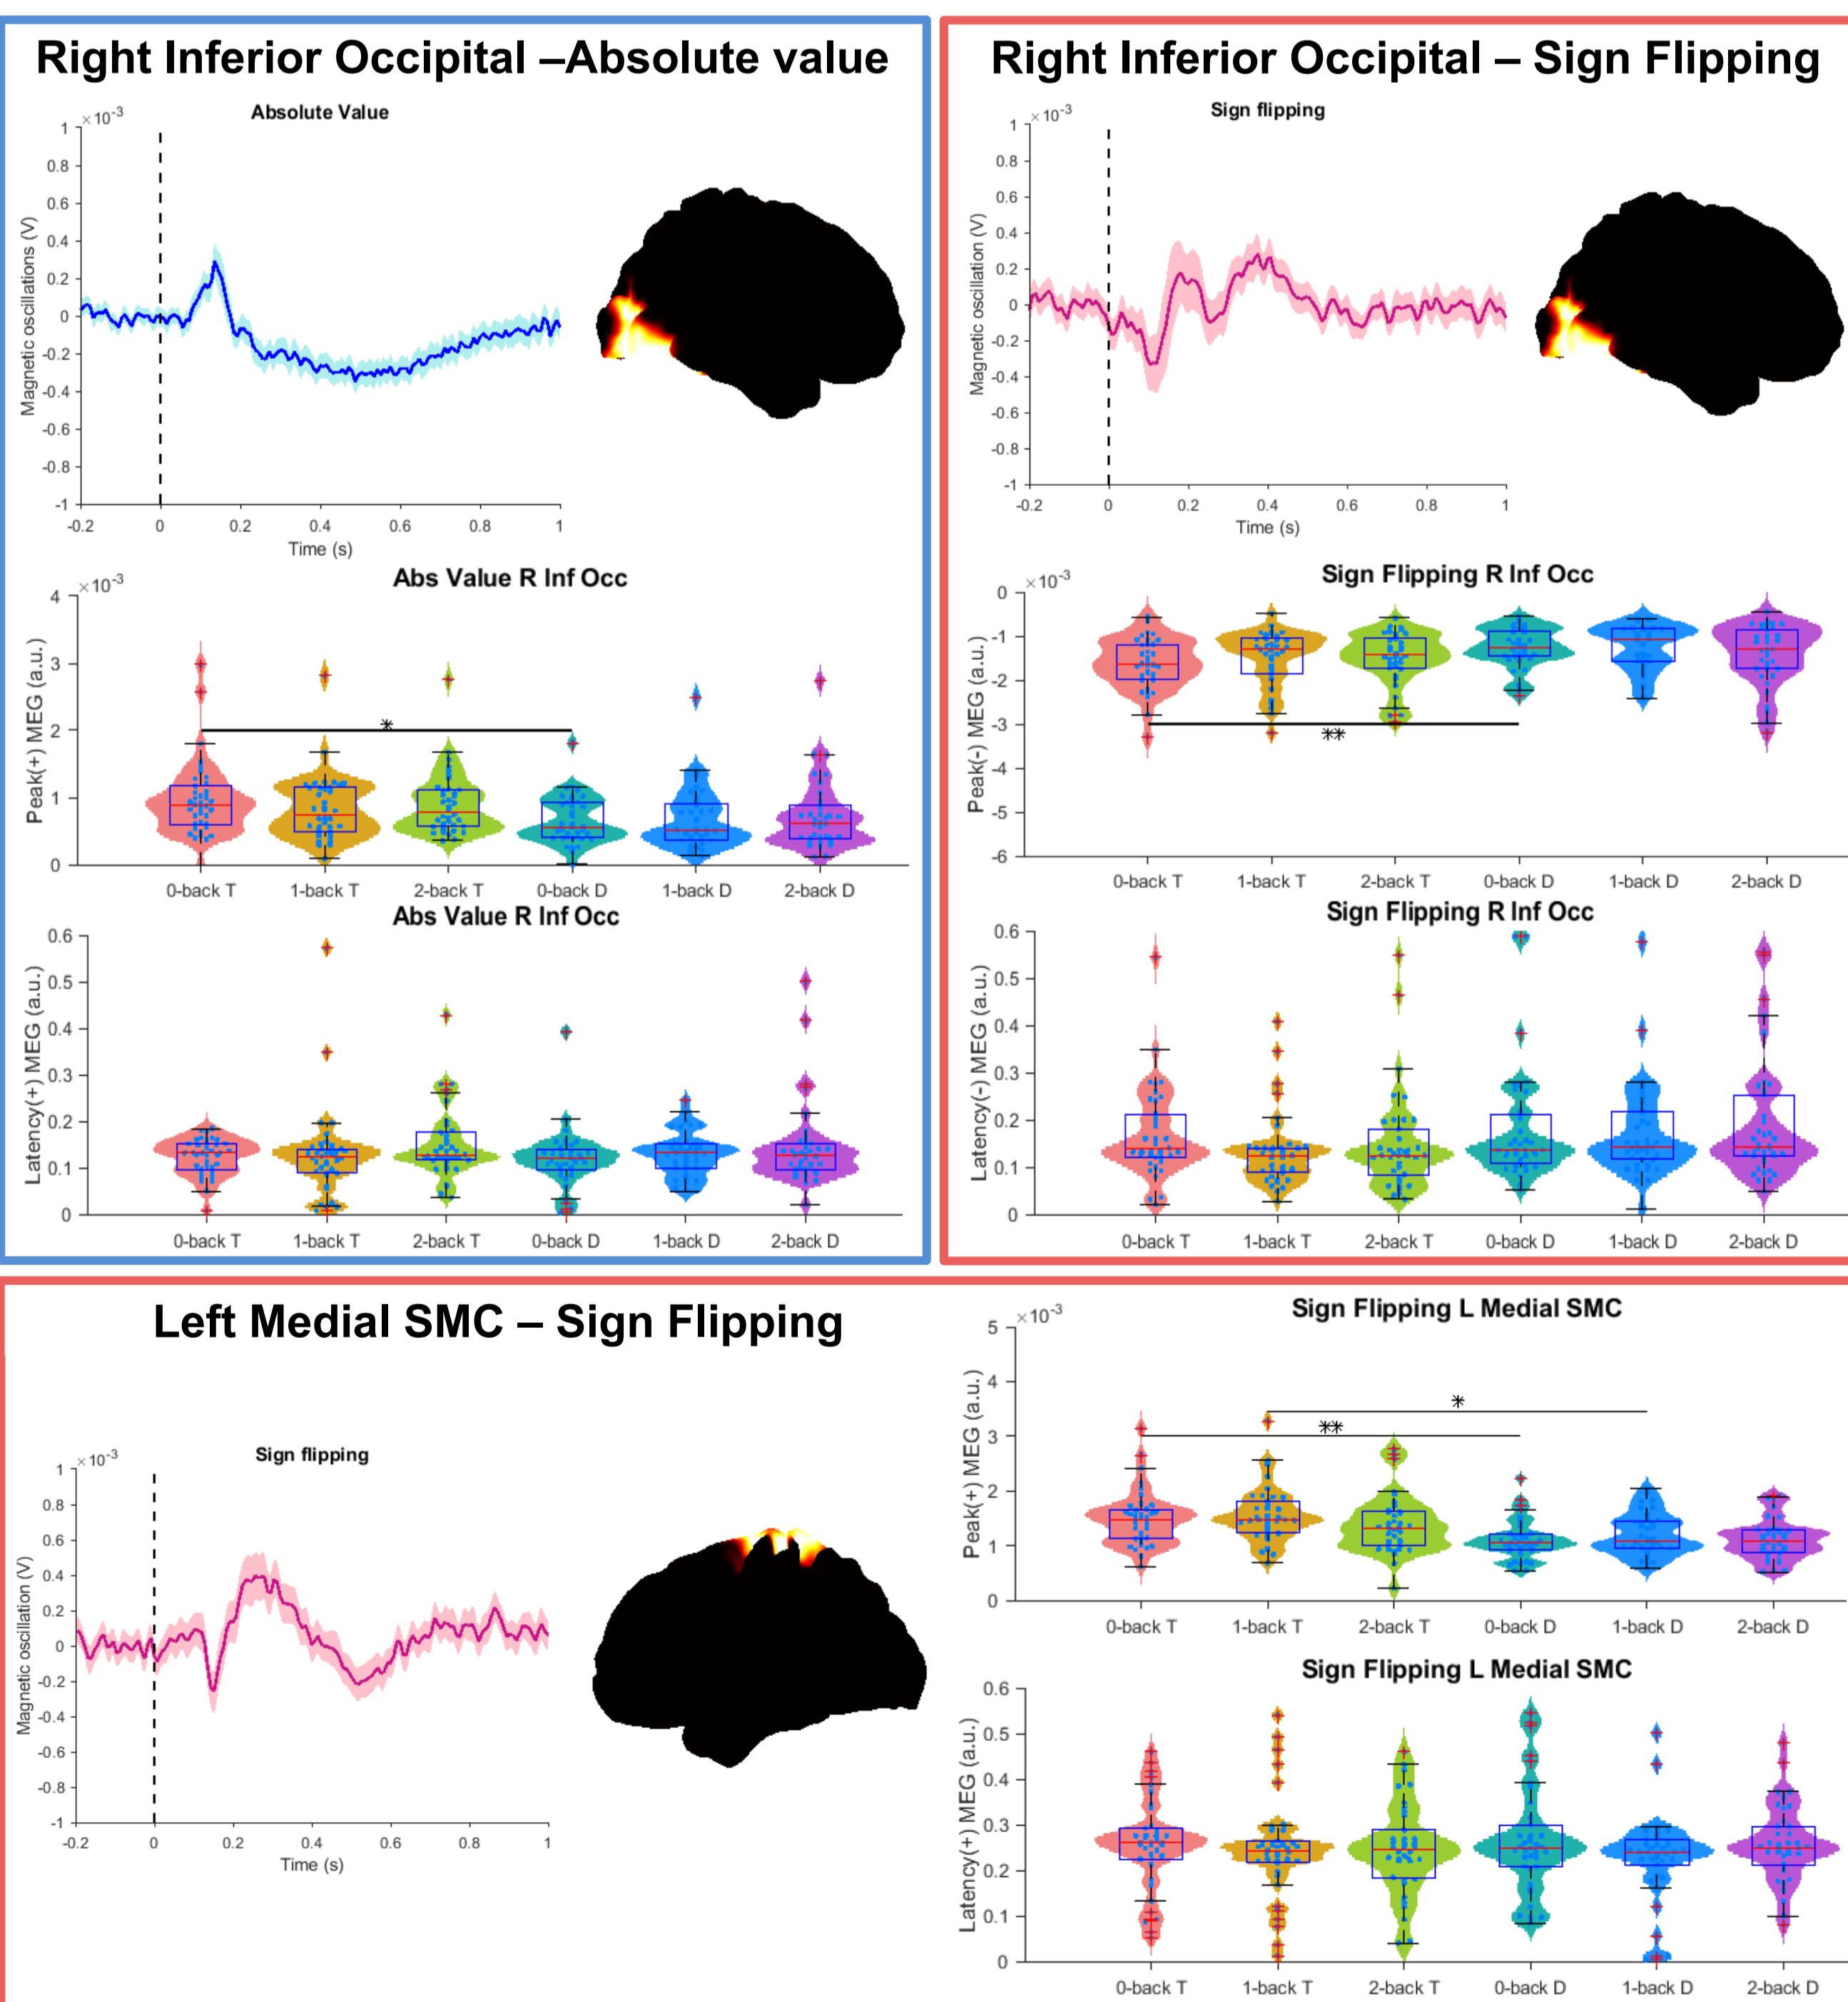 Right Inferior Occipital –Absolute value
Absolute Value
×10-3
1
0.8
0.6
0.4
0.2
0
-0.2
-0.4
-0.6
-0.8
-1
Magnetic oscillations (V)
-0.2 0 0.2 0.4 0.6 0.8 1
Time (s)
Abs Value R Inf Occ
×10-3
4
3
2
1
0
Peak(+) MEG (a.u.)
*
0-back T 1-back T 2-back T 0-back D 1-back D 2-back D
Abs Value R Inf Occ
0.6
0.5
0.4
0.3
0.2
0.1
0
Latency(+) MEG (a.u.)
0-back T 1-back T 2-back T 0-back D 1-back D 2-back D
Right Inferior Occipital – Sign Flipping
Sign flipping
×10-3
1
0.8
0.6
0.4
0.2
0
-0.2
-0.4
-0.6
-0.8
-1
Magnetic oscillation (V)
-0.2 0 0.2 0.4 0.6 0.8 1
Time (s)
Sign Flipping R Inf Occ
×10-3
0
-1
-2
-3
-4
-5
-6
Peak(-) MEG (a.u.)
**
0-back T 1-back T 2-back T 0-back D 1-back D 2-back D
Sign Flipping R Inf Occ
0.6
0.5
0.4
0.3
0.2
0.1
0
Latency(-) MEG (a.u.)
0-back T 1-back T 2-back T 0-back D 1-back D 2-back D
Left Medial SMC – Sign Flipping
Sign flipping
×10-3
1
0.8
0.6
0.4
0.2
0
-0.2
-0.4
-0.6
-0.8
-1
Magnetic oscillation (V)
-0.2 0 0.2 0.4 0.6 0.8 1
Time (s)
Sign Flipping L Medial SMC
×10-3
5
4
3
2
1
0
Peak(+) MEG (a.u.)
*
**
0-back T 1-back T 2-back T 0-back D 1-back D 2-back D
Sign Flipping L Medial SMC
0.6
0.5
0.4
0.3
0.2
0.1
0
Latency(+) MEG (a.u.)
0-back T 1-back T 2-back T 0-back D 1-back D 2-back D